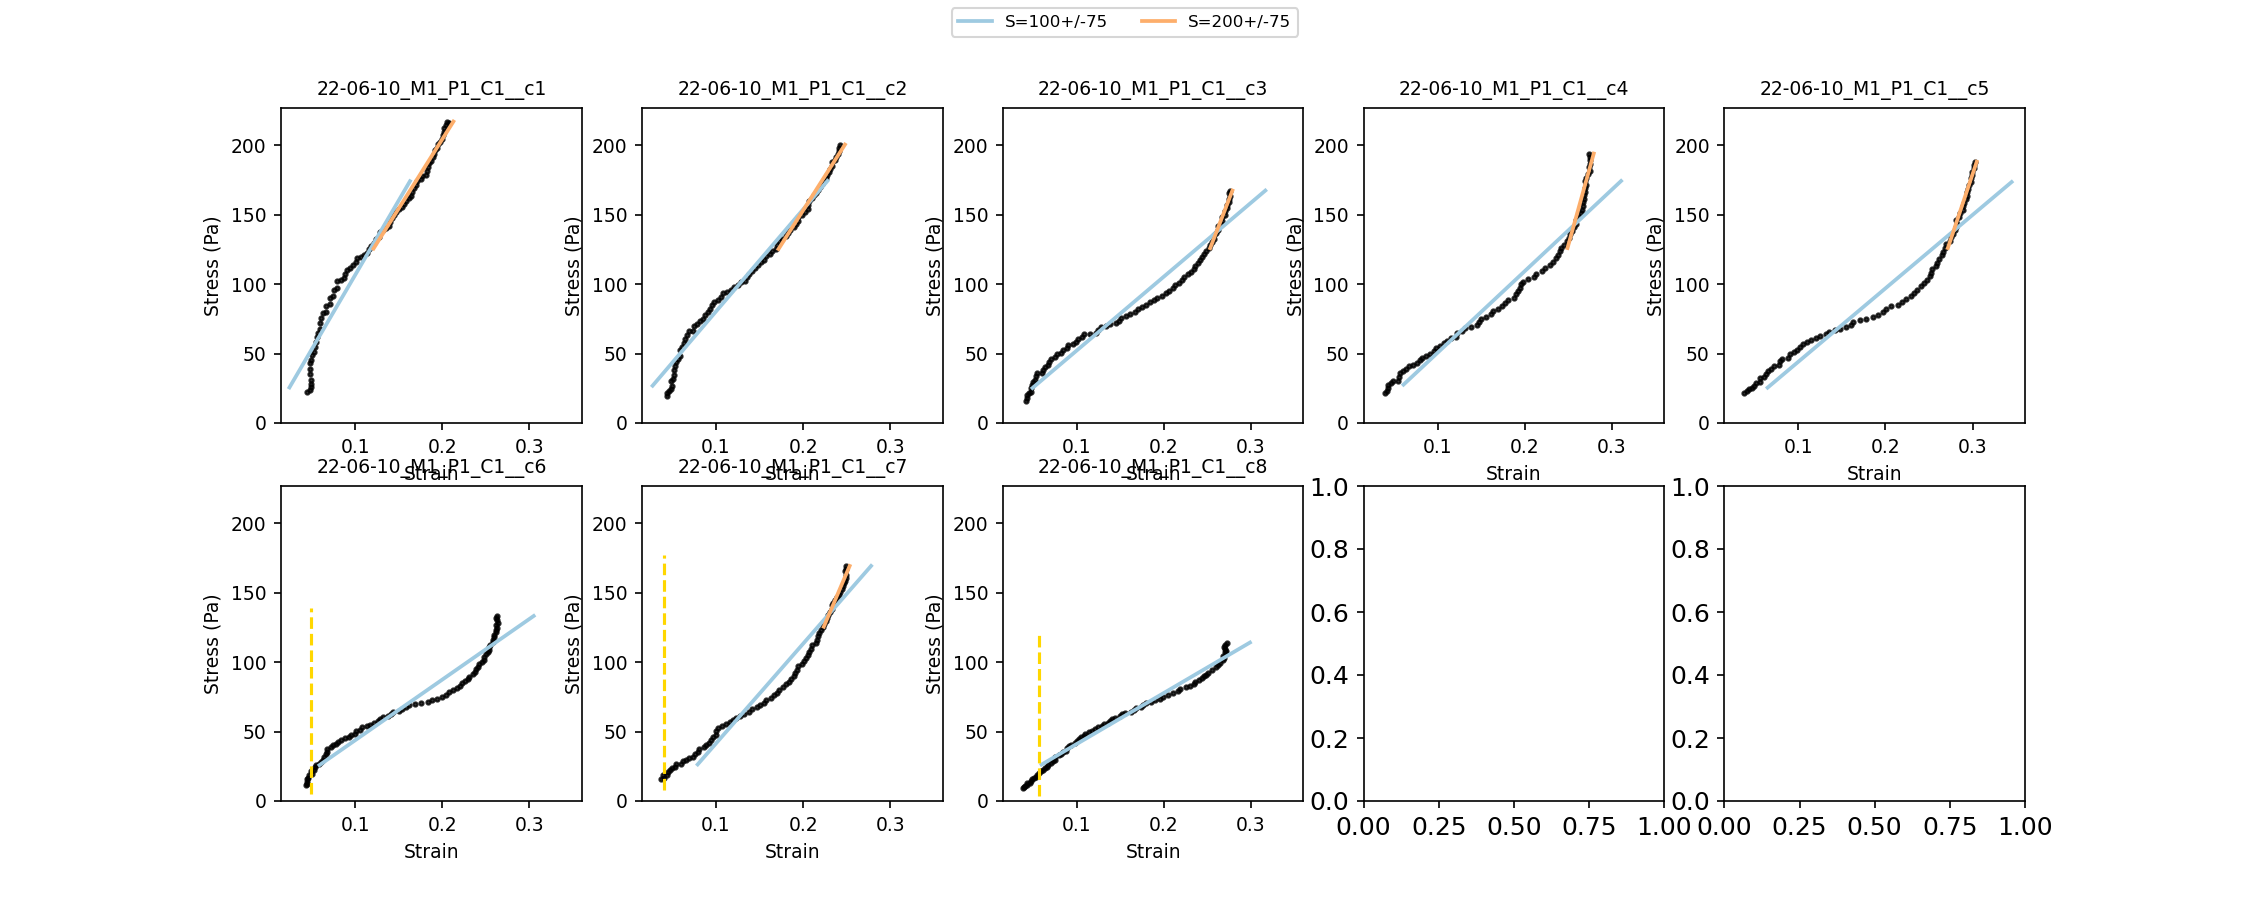 S=100+/-75 S=200+/-75
22-06-10_M1_P1_C1__c1 22-06-10_M1_P1_C1__c2 22-06-10_M1_P1_C1__c3 22-06-10_M1_P1_C1__c4 22-06-10_M1_P1_C1__c5
200 200 200 200 200
150 150 150 150 150
Stress (Pa) Stress (Pa) Stress (Pa) Stress (Pa) Stress (Pa)
100 100 100 100 100
50 50 50 50 50
0 0 0 0 0
0.1 0.2 0.3 0.1 0.2 0.3 0.1 0.2 0.3 0.1 0.2 0.3 0.1 0.2 0.3
Strain Strain Strain Strain Strain
22-06-10_M1_P1_C1__c6 22-06-10_M1_P1_C1__c7 22-06-10_M1_P1_C1__c8
200 200 200 1.0 1.0
150 150 150 0.8 0.8
Stress (Pa) Stress (Pa) Stress (Pa) 0.6 0.6
100 100 100 0.4 0.4
50 50 50 0.2 0.2
0 0 0 0.0 0.0
0.1 0.2 0.3 0.1 0.2 0.3 0.1 0.2 0.3 0.00 0.25 0.50 0.75 1.00 0.00 0.25 0.50 0.75 1.00
Strain Strain Strain